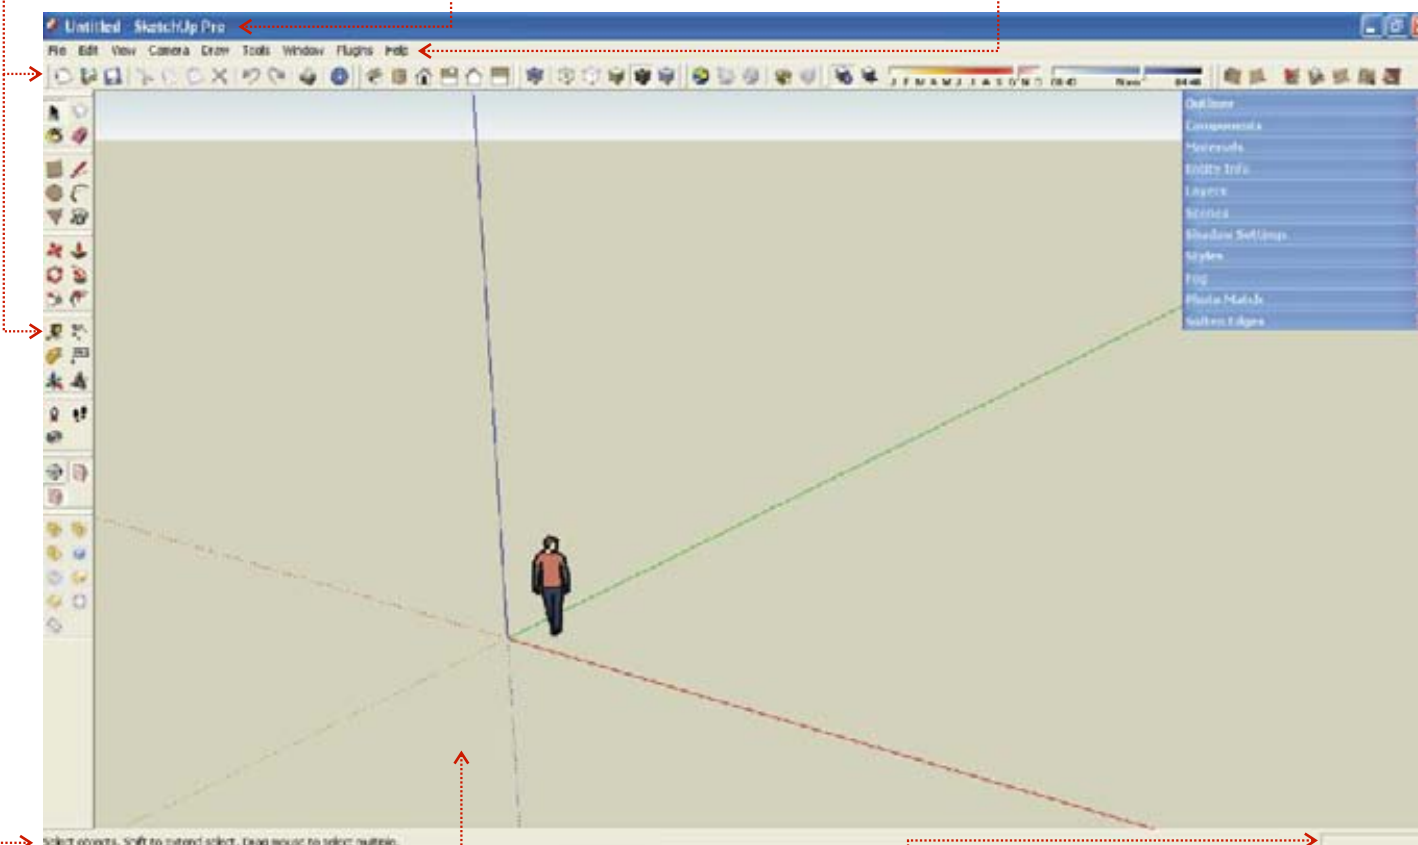 Untitled - SketchUp Pro
File Edit View Camera Draw Tools Window Plugins Help
J F M A M J J A S O N D Noon
Outliner
Components
Materials
Entity Info
Layers
Scenes
Shadow Settings
Styles
Fog
Photo Match
Soften Edges
Select objects. Shift to extend select. Drag mouse to select multiple.